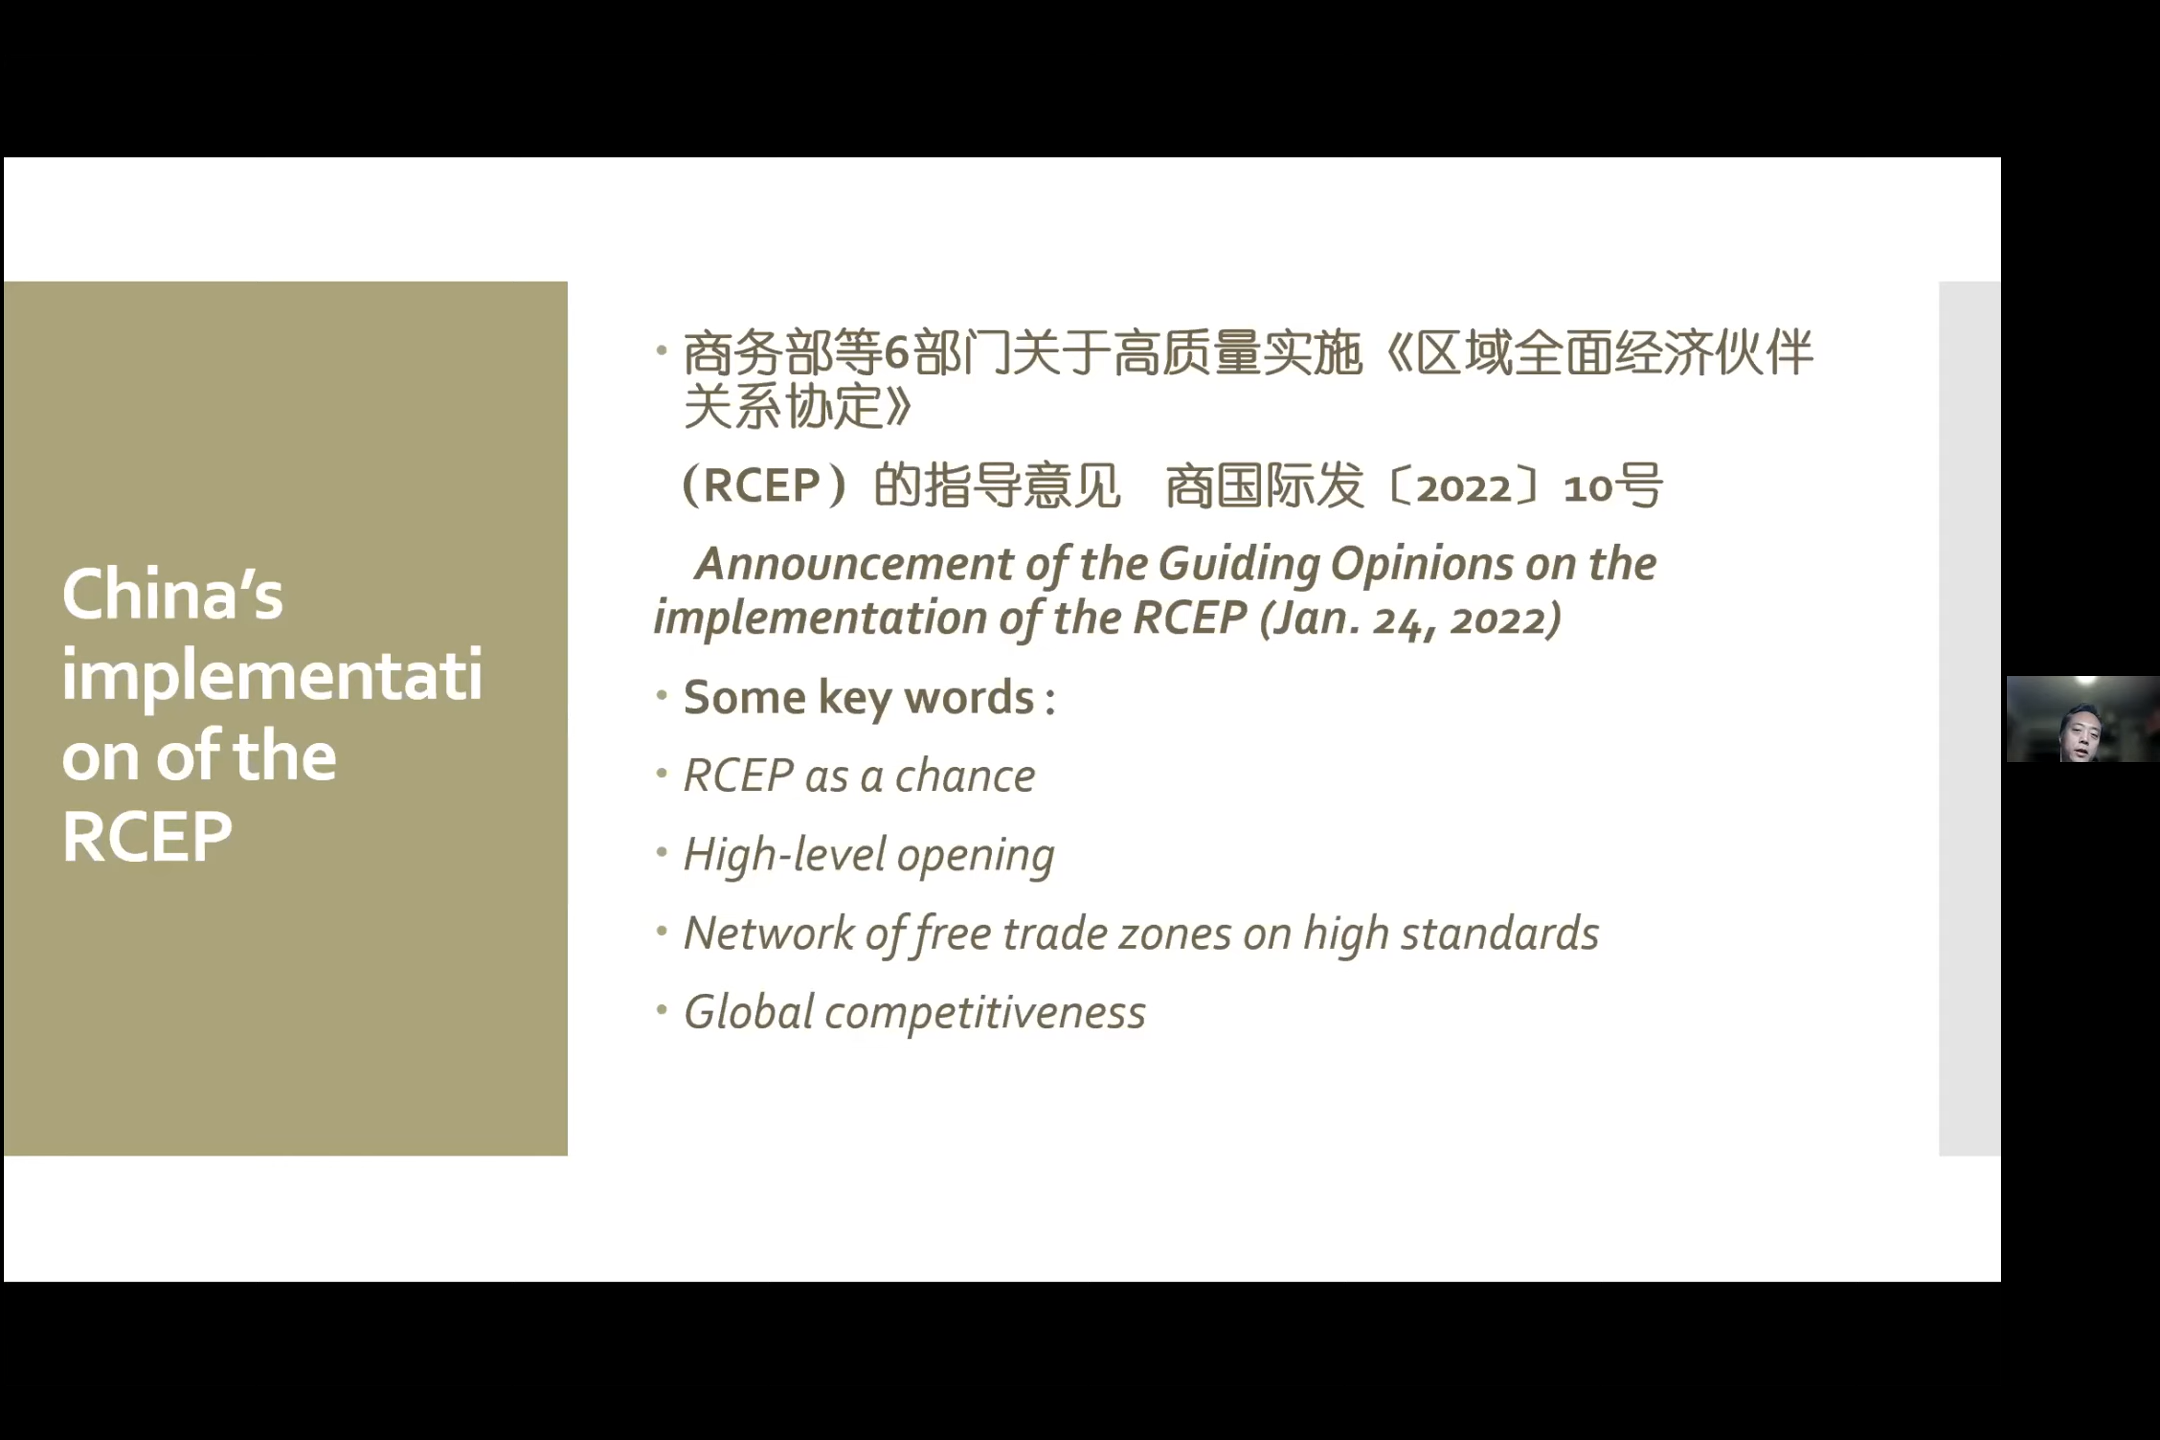 China’s
implementati
on of the
RCEP
• 商务部等6部门关于高质量实施《区域全面经济伙伴
关系协定》
（RCEP）的指导意见 商国际发〔2022〕10号
Announcement of the Guiding Opinions on the
implementation of the RCEP (Jan. 24, 2022)
• Some key words：
• RCEP as a chance
• High-level opening
• Network of free trade zones on high standards
• Global competitiveness